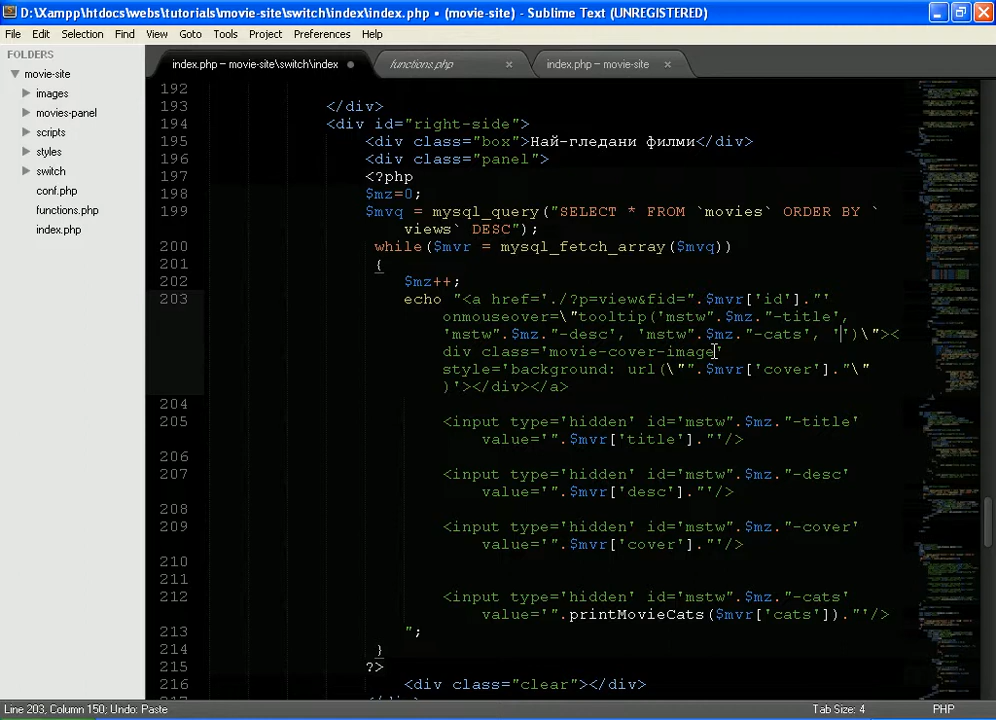 D:\Xampp\htdocs\webs\tutorials\movie-site\switch\index\index.php • (movie-site) - Sublime Text (UNREGISTERED)
File Edit Selection Find View Goto Tools Project Preferences Help
FOLDERS
movie-site
images
movies-panel
scripts
styles
switch
conf.php
functions.php
index.php
index.php — movie-site\switch\index
functions.php
index.php — movie-site
192
193 </div>
194 <div id="right-side">
195 <div class="box">Най-гледани филми</div>
196 <div class="panel">
197 <?php
198 $mz=0;
199 $mvq = mysql_query("SELECT * FROM `movies` ORDER BY `
views` DESC");
200 while($mvr = mysql_fetch_array($mvq))
201 {
202 $mz++;
203 echo "<a href='./?p=view&fid=".$mvr['id']."'
onmouseover=\"tooltip('mstw".$mz."-title',
'mstw".$mz."-desc', 'mstw".$mz."-cats', '')\"><
div class='movie-cover-image'
style='background: url(\"".$mvr['cover']."\"
)'></div></a>
204
205 <input type='hidden' id='mstw".$mz."-title'
value='".$mvr['title']."'/>
206
207 <input type='hidden' id='mstw".$mz."-desc'
value='".$mvr['desc']."'/>
208
209 <input type='hidden' id='mstw".$mz."-cover'
value='".$mvr['cover']."'/>
210
211
212 <input type='hidden' id='mstw".$mz."-cats'
value='".printMovieCats($mvr['cats'])."'/>
213 ";
214 }
215 ?>
216 <div class="clear"></div>
Line 203, Column 150; Undo: Paste
Tab Size: 4
PHP